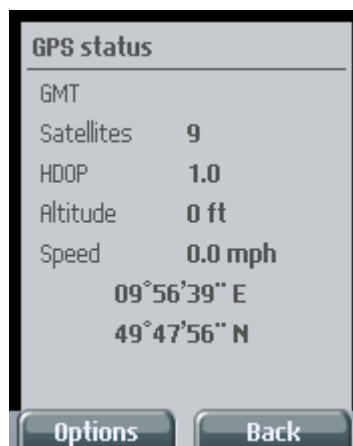 GPS status
GMT
Satellites 9
HDOP 1.0
Altitude 0 ft
Speed 0.0 mph
09°56'39" E
49°47'56" N
Options Back